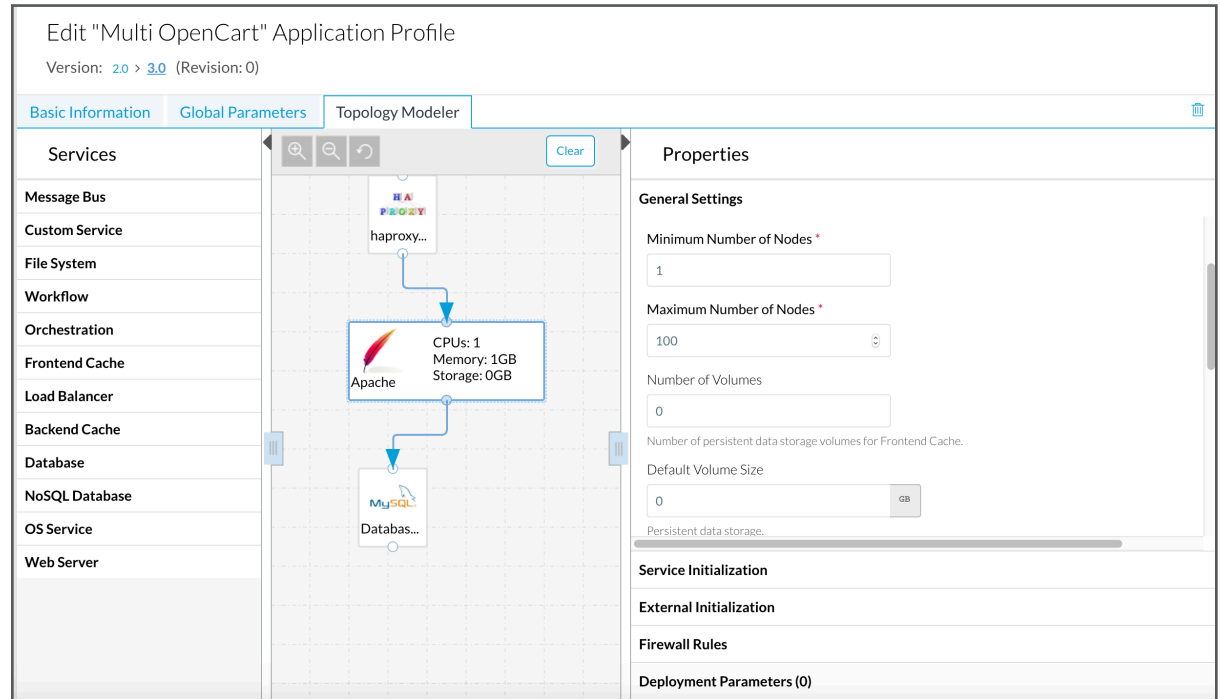 Edit "Multi OpenCart" Application Profile
Version: 2.0 > 3.0 (Revision: 0)
Basic Information
Global Parameters
Topology Modeler
Services
Message Bus
Custom Service
File System
Workflow
Orchestration
Frontend Cache
Load Balancer
Backend Cache
Database
NoSQL Database
OS Service
Web Server
Clear
HA
PROXY
haproxy...
Apache
CPUs: 1
Memory: 1GB
Storage: 0GB
MySQL
Databas...
Properties
General Settings
Minimum Number of Nodes *
1
Maximum Number of Nodes *
100
Number of Volumes
0
Number of persistent data storage volumes for Frontend Cache.
Default Volume Size
0
GB
Persistent data storage.
Service Initialization
External Initialization
Firewall Rules
Deployment Parameters (0)